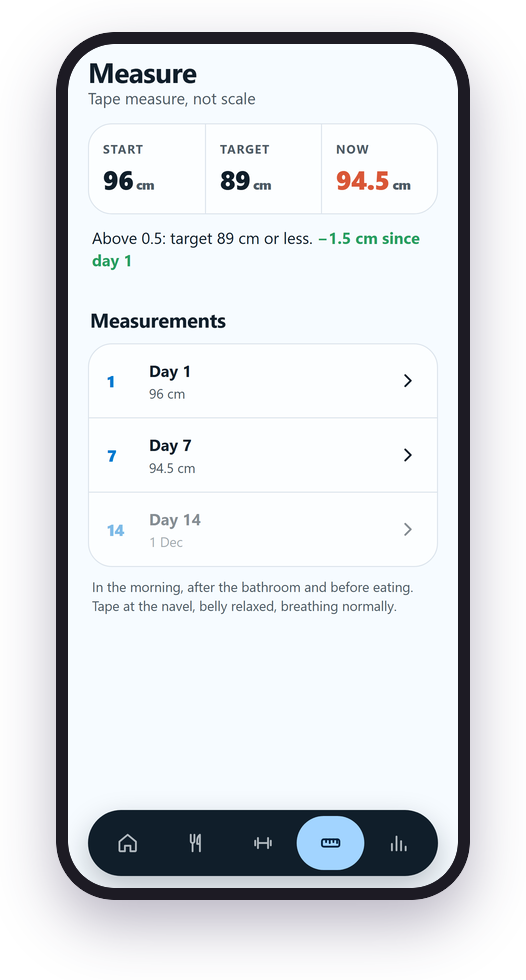 Measure
Tape measure, not scale
START
96 cm
TARGET
89 cm
NOW
94.5 cm
Above 0.5: target 89 cm or less. −1.5 cm since
day 1
Measurements
1
Day 1
96 cm
7
Day 7
94.5 cm
14
Day 14
1 Dec
In the morning, after the bathroom and before eating.
Tape at the navel, belly relaxed, breathing normally.